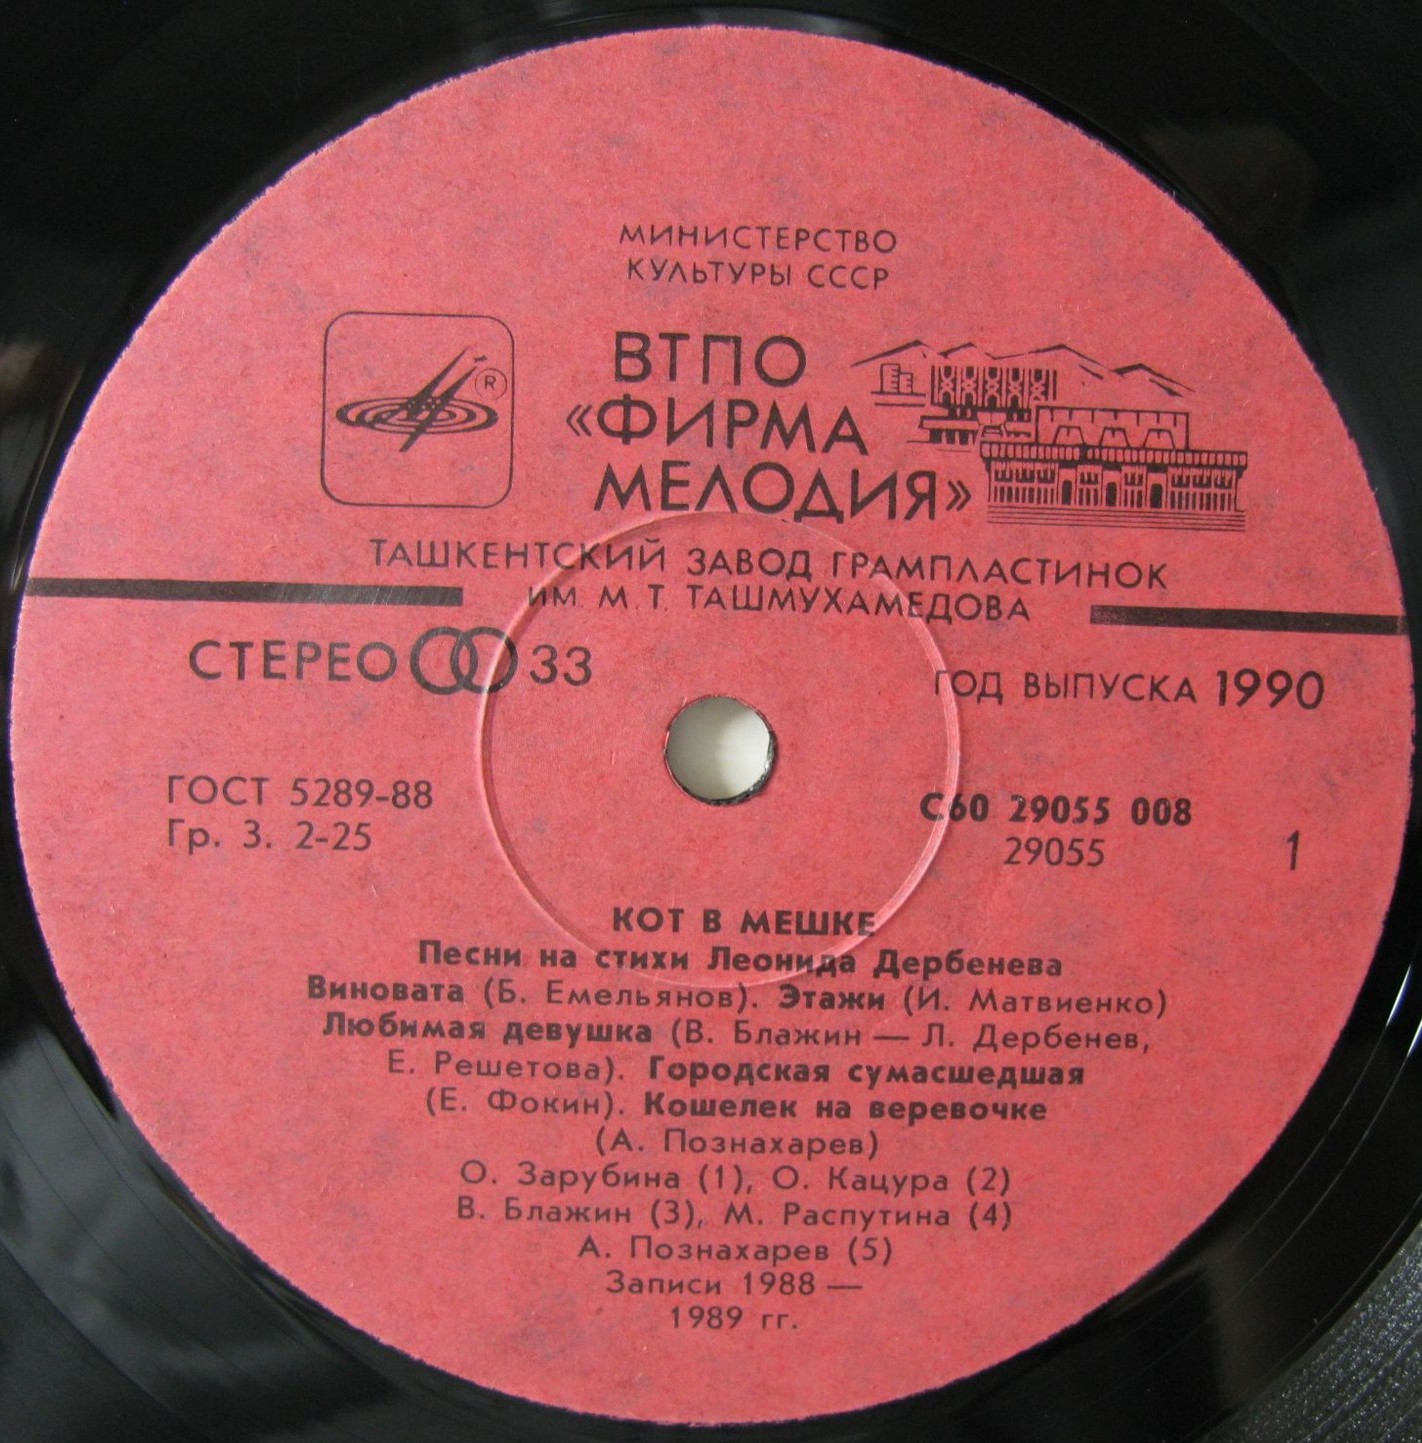 МИНИСТЕРСТВО
КУЛЬТУРЫ СССР
®
ВТПО
«ФИРМА
МЕЛОДИЯ»
ТАШКЕНТСКИЙ ЗАВОД ГРАМПЛАСТИНОК
ИМ. М. Т. ТАШМУХАМЕДОВА
СТЕРЕО 33
ГОД ВЫПУСКА 1990
ГОСТ 5289-88
Гр. 3. 2-25
С60 29055 008
29055
1
КОТ В МЕШКЕ
Песни на стихи Леонида Дербенева
Виновата (Б. Емельянов). Этажи (И. Матвиенко)
Любимая девушка (В. Блажин — Л. Дербенев,
Е. Решетова). Городская сумасшедшая
(Е. Фокин). Кошелек на веревочке
(А. Познахарев)
О. Зарубина (1), О. Кацура (2)
В. Блажин (3), М. Распутина (4)
А. Познахарев (5)
Записи 1988 —
1989 гг.